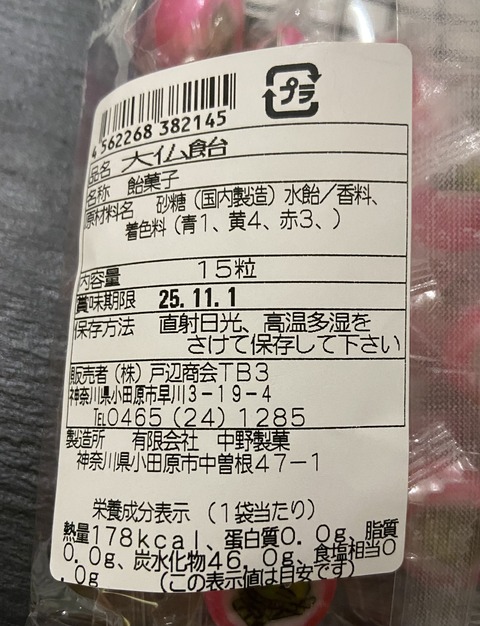 プラ
4 562268 382145
品名 大仏飴
名称 飴菓子
原材料名 砂糖（国内製造）水飴／香料、
着色料（青1、黄4、赤3、）
内容量 15粒
賞味期限 25.11.1
保存方法 直射日光、高温多湿を
さけて保存して下さい
販売者（株）戸辺商会TB3
神奈川県小田原市早川3-19-4
℡0465（24）1285
製造所 有限会社 中野製菓
神奈川県小田原市中曽根47-1
栄養成分表示（1袋当たり）
熱量178kcal、蛋白質0.0g、脂質
0.0g、炭水化物46.0g、食塩相当0
.0g （この表示値は目安です）